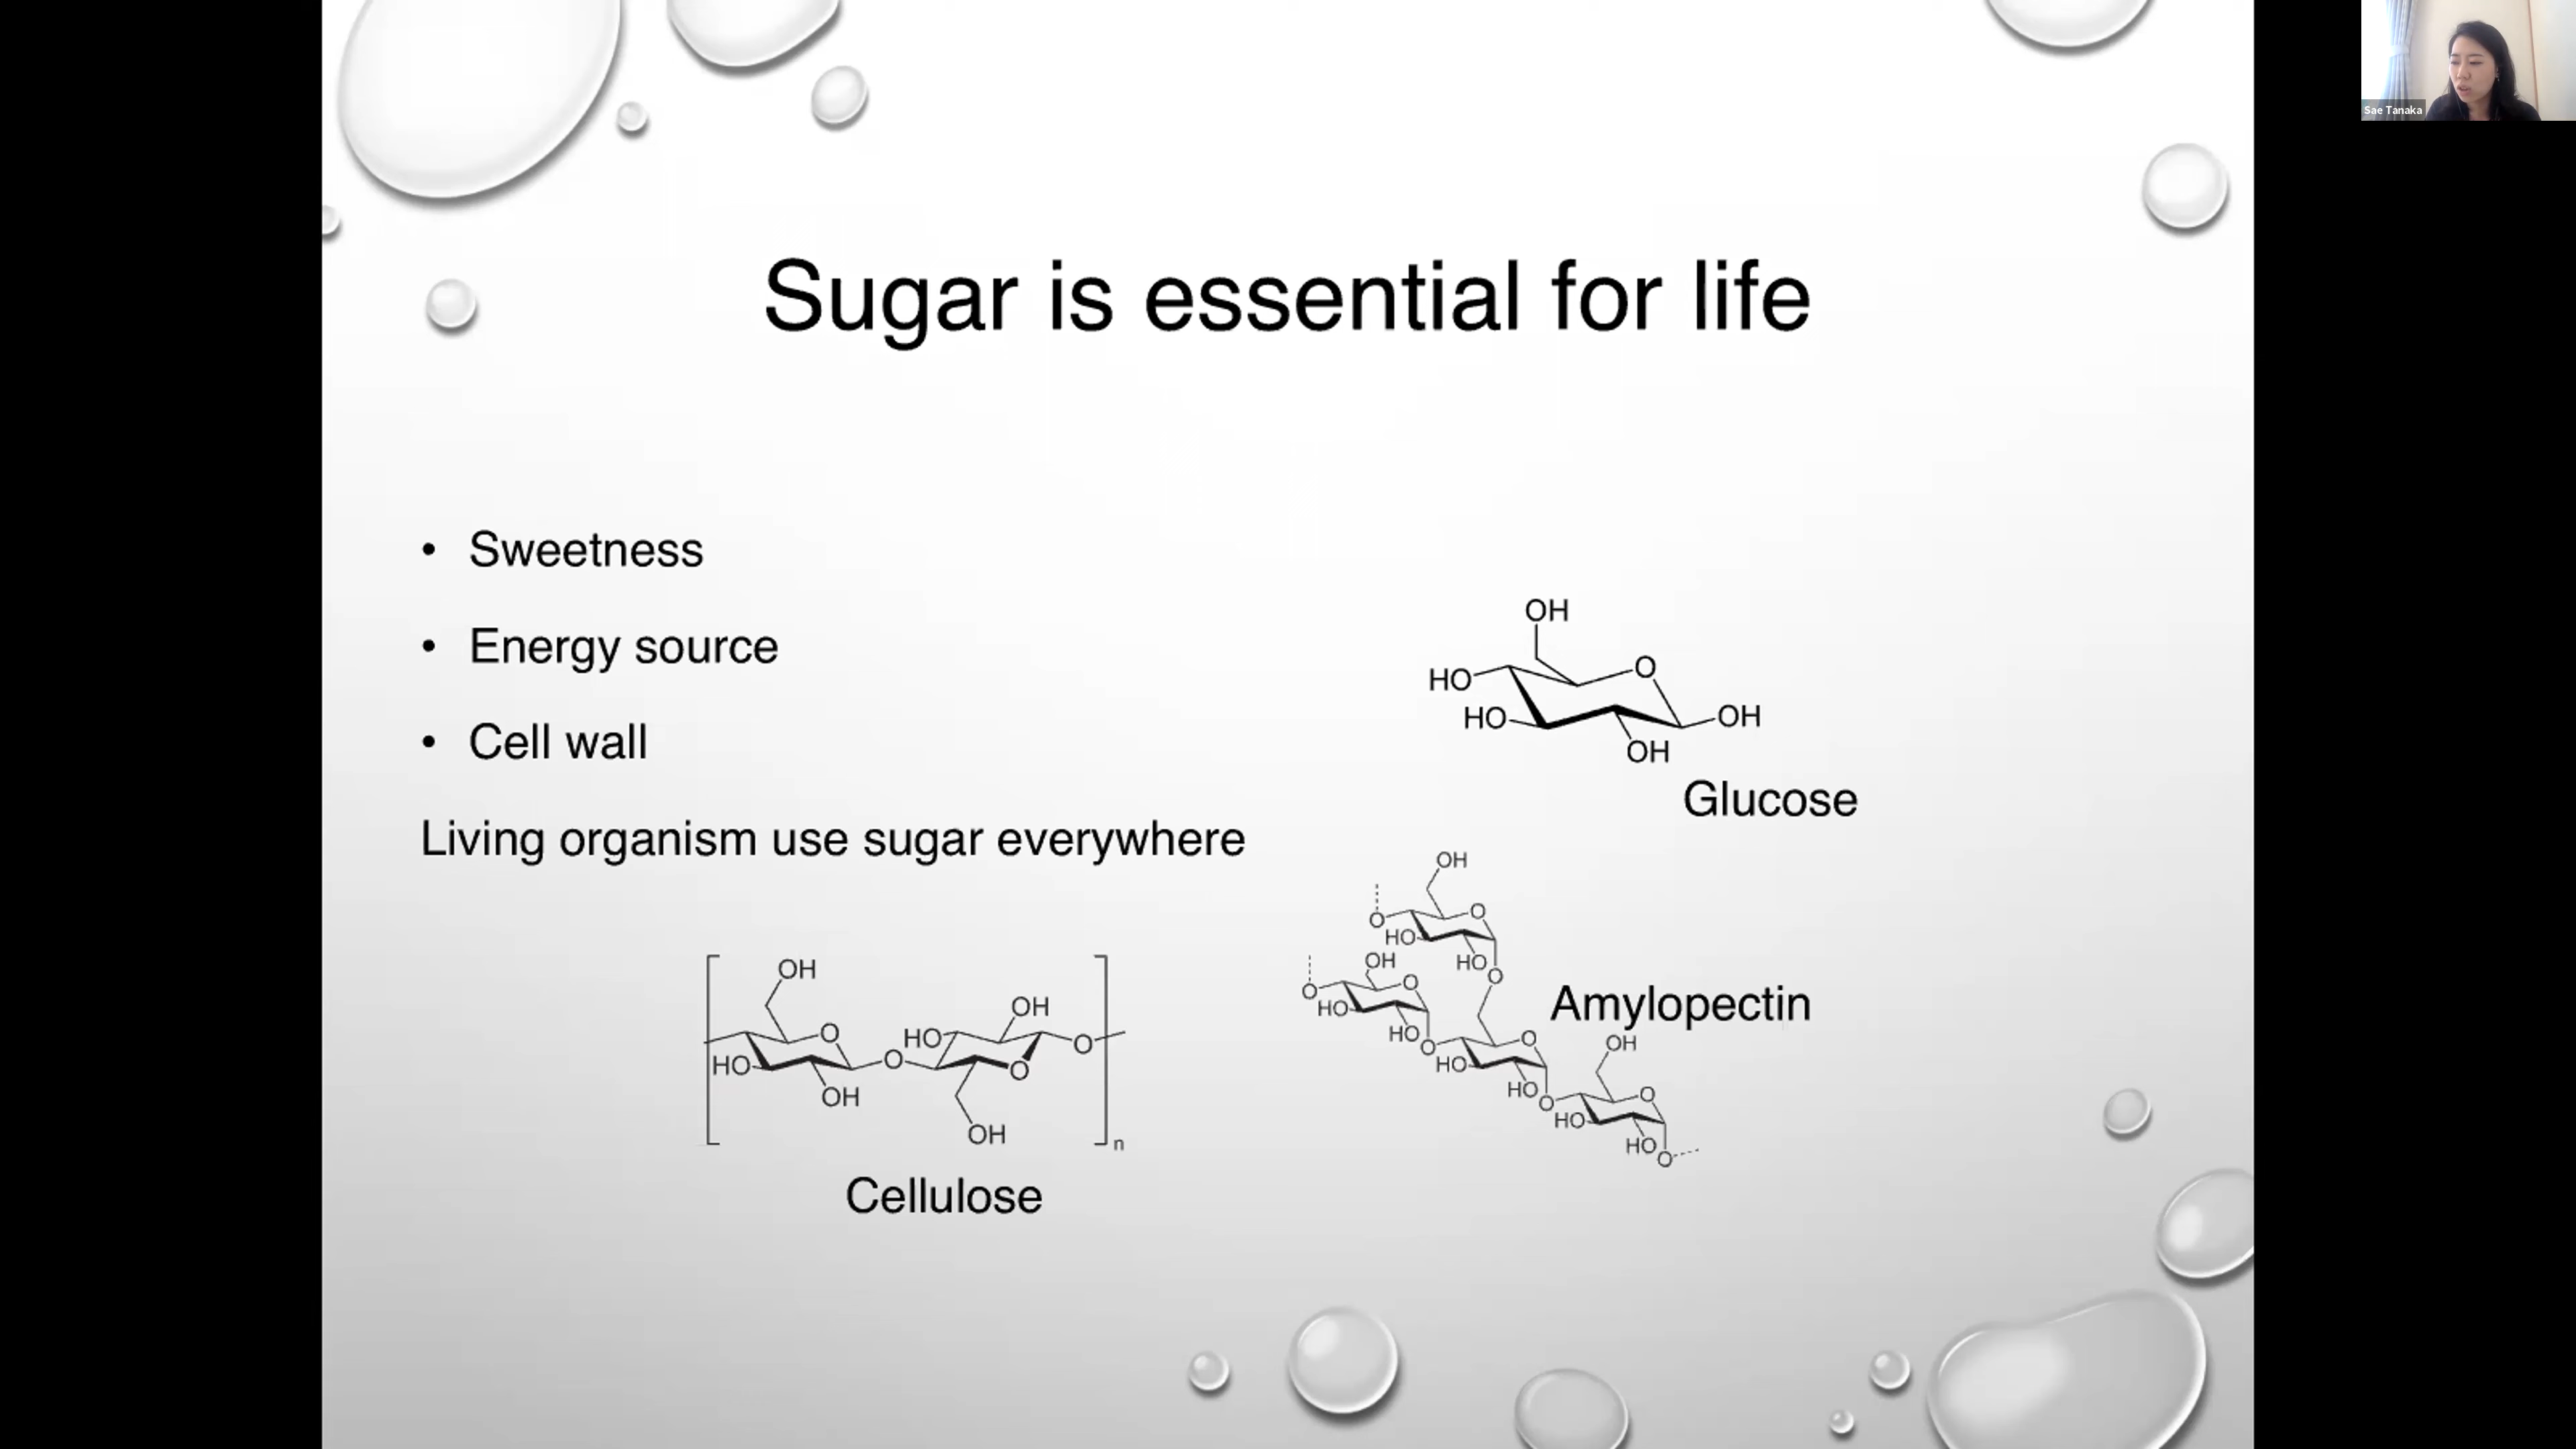 Sae Tanaka
Sugar is essential for life
• Sweetness
• Energy source
• Cell wall
Living organism use sugar everywhere
OH
HO
O
HO
OH
OH
Glucose
OH
O
O
HO
HO
O
OH
O
O
HO
HO
O
Amylopectin
O
HO
HO
O
OH
O
HO
HO
O
OH
OH
O
HO
HO
O
O
O
OH
OH
n
Cellulose